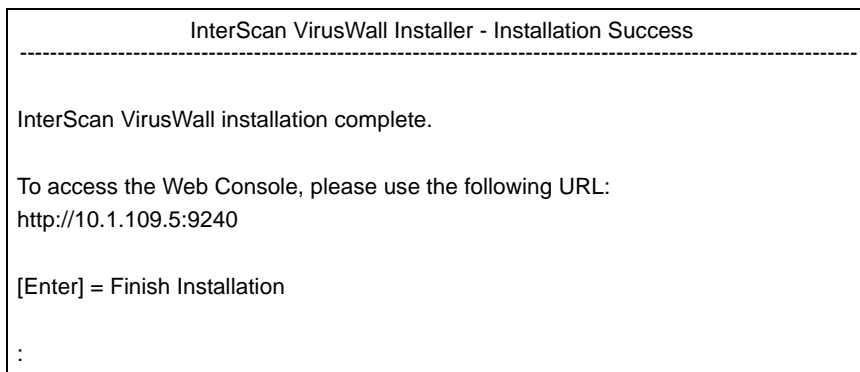 InterScan VirusWall Installer - Installation Success
----------------------------------------------------------------------------------------------------------------
InterScan VirusWall installation complete.
To access the Web Console, please use the following URL:
http://10.1.109.5:9240
[Enter] = Finish Installation
: